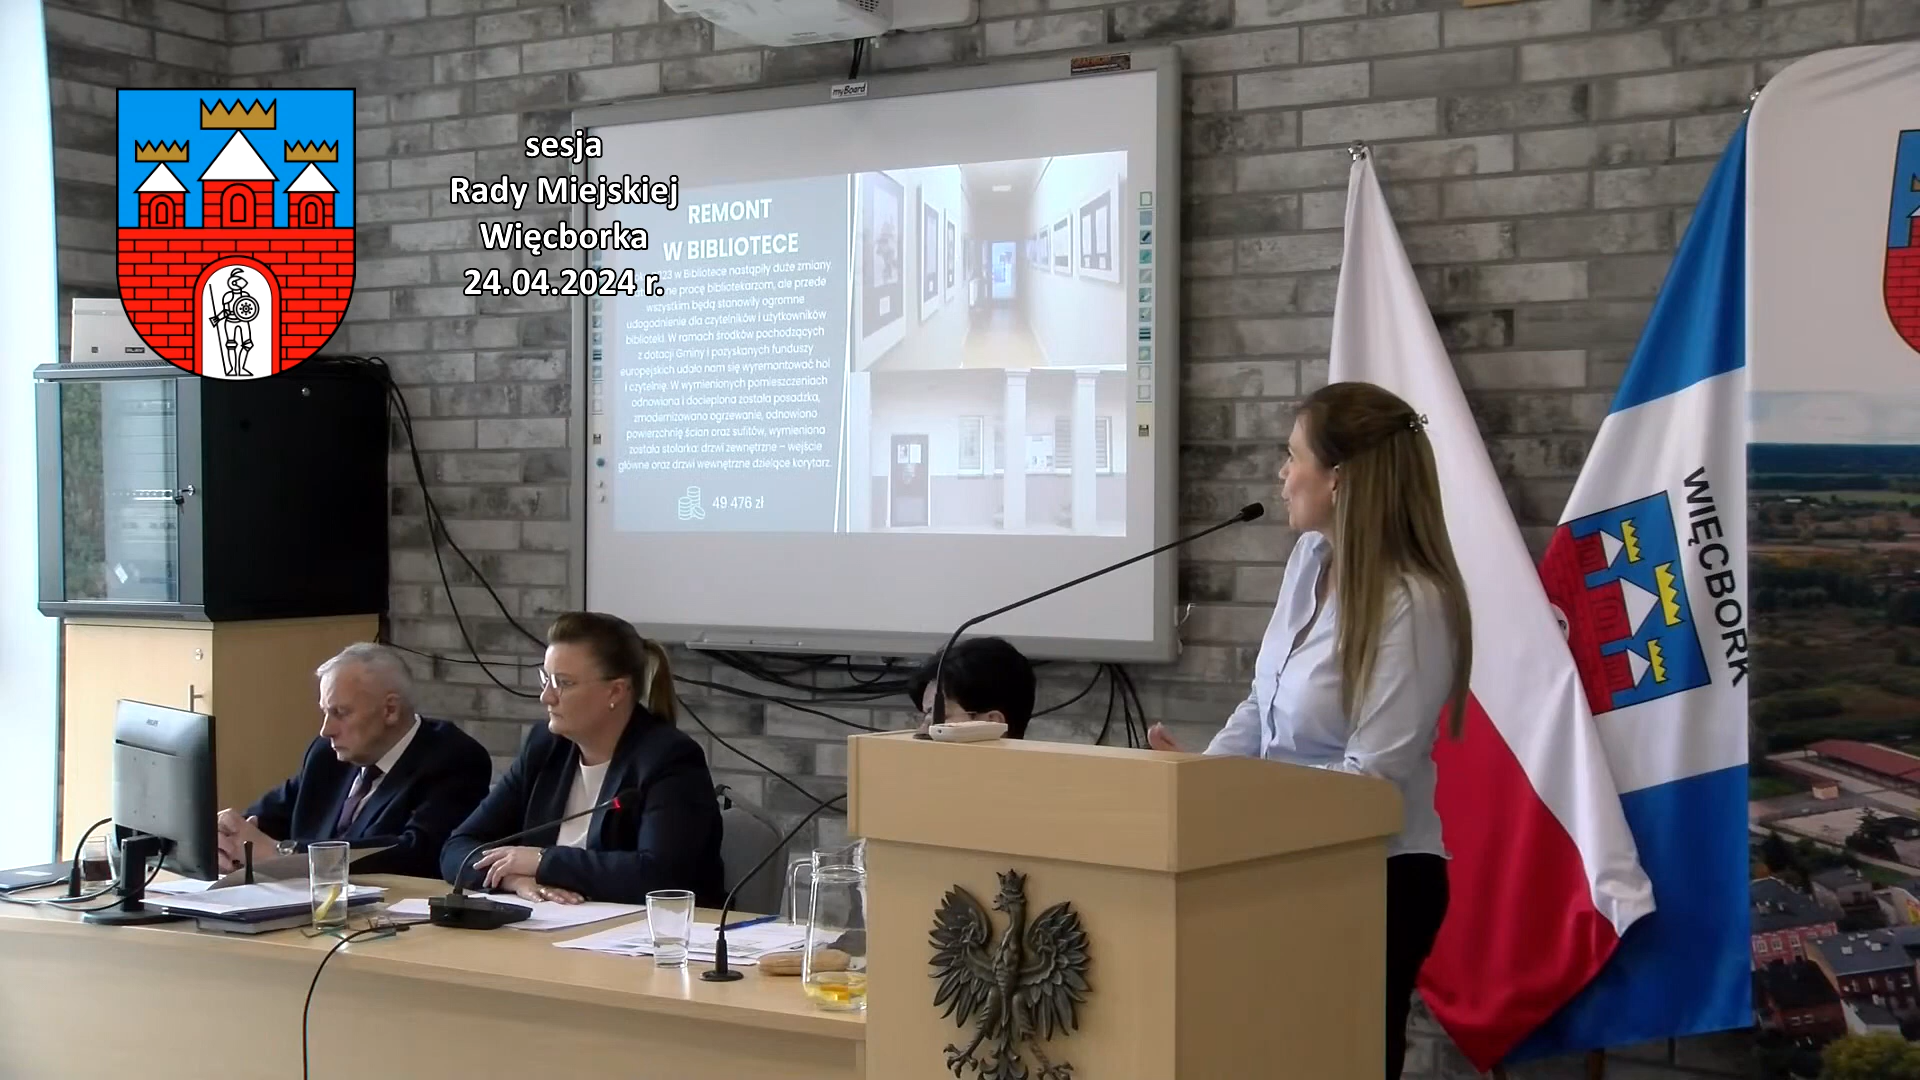 sesja
Rady Miejskiej
Więcborka
24.04.2024 r.
myBoard
REMONT
W BIBLIOTECE
23 w Bibliotece nastąpiły duże zmiany.
ne pracę bibliotekarzom, ale przede
wszystkim będą stanowiły ogromne
udogodnienie dla czytelników i użytkowników
biblioteki. W ramach środków pochodzących
z dotacji Gminy i pozyskanych funduszy
europejskich udało nam się wyremontować hol
i czytelnię. W wymienionych pomieszczeniach
odnowiona i docieplona została posadzka,
zmodernizowano ogrzewanie, odnowiono
powierzchnię ścian oraz sufitów, wymieniona
została stolarka: drzwi zewnętrzne – wejście
główne oraz drzwi wewnętrzne dzielące korytarz.
49 476 zł
WIĘCBORK